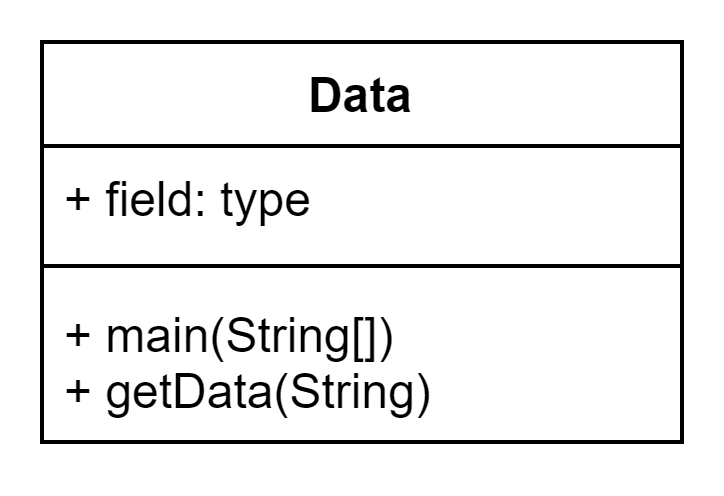 Data
+ field: type
+ main(String[])
+ getData(String)